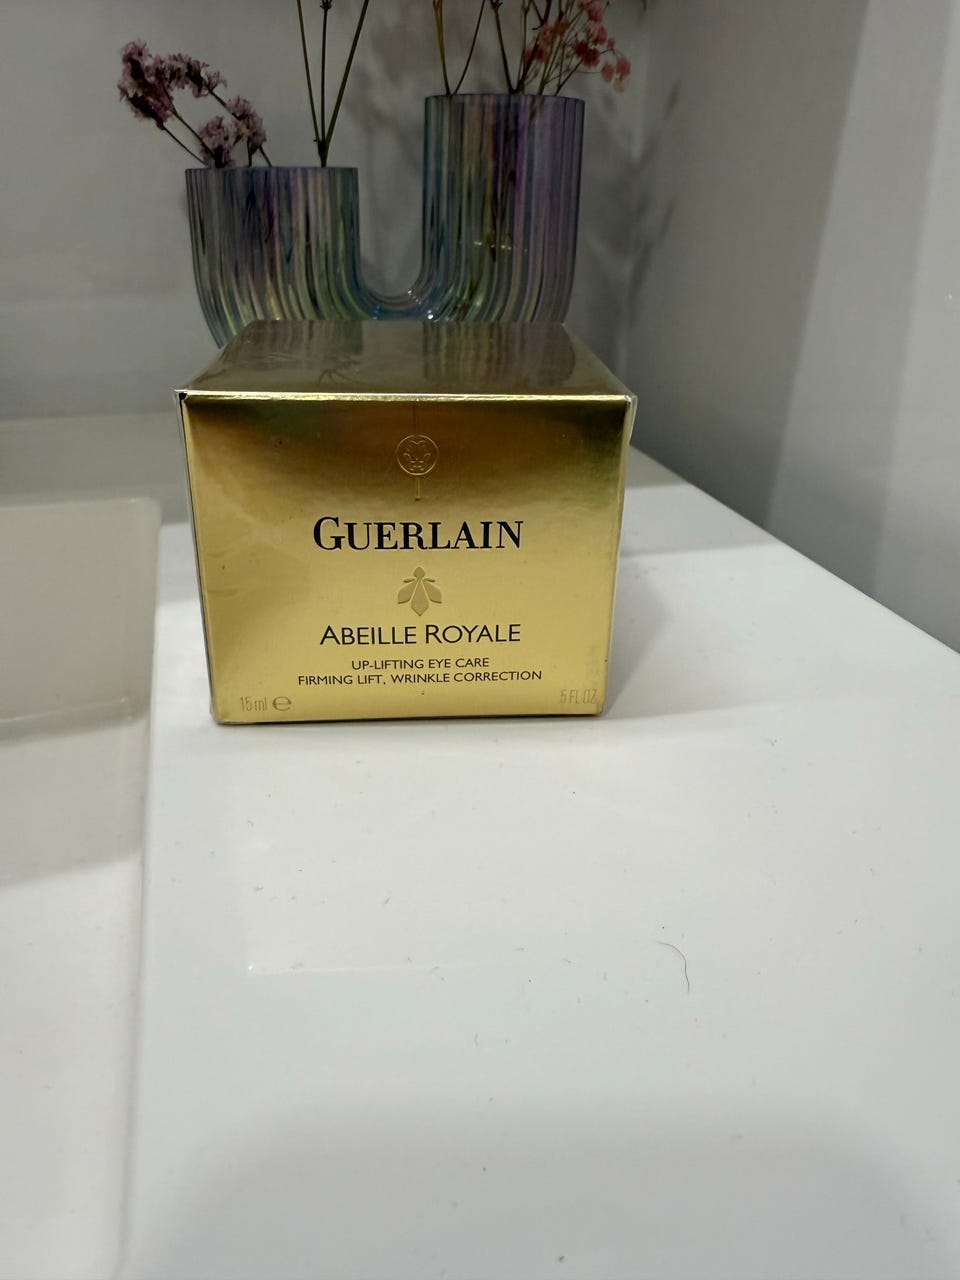 GUERLAIN
ABEILLE ROYALE
UP-LIFTING EYE CARE
FIRMING LIFT, WRINKLE CORRECTION
15 ml ℮ .5 FL OZ